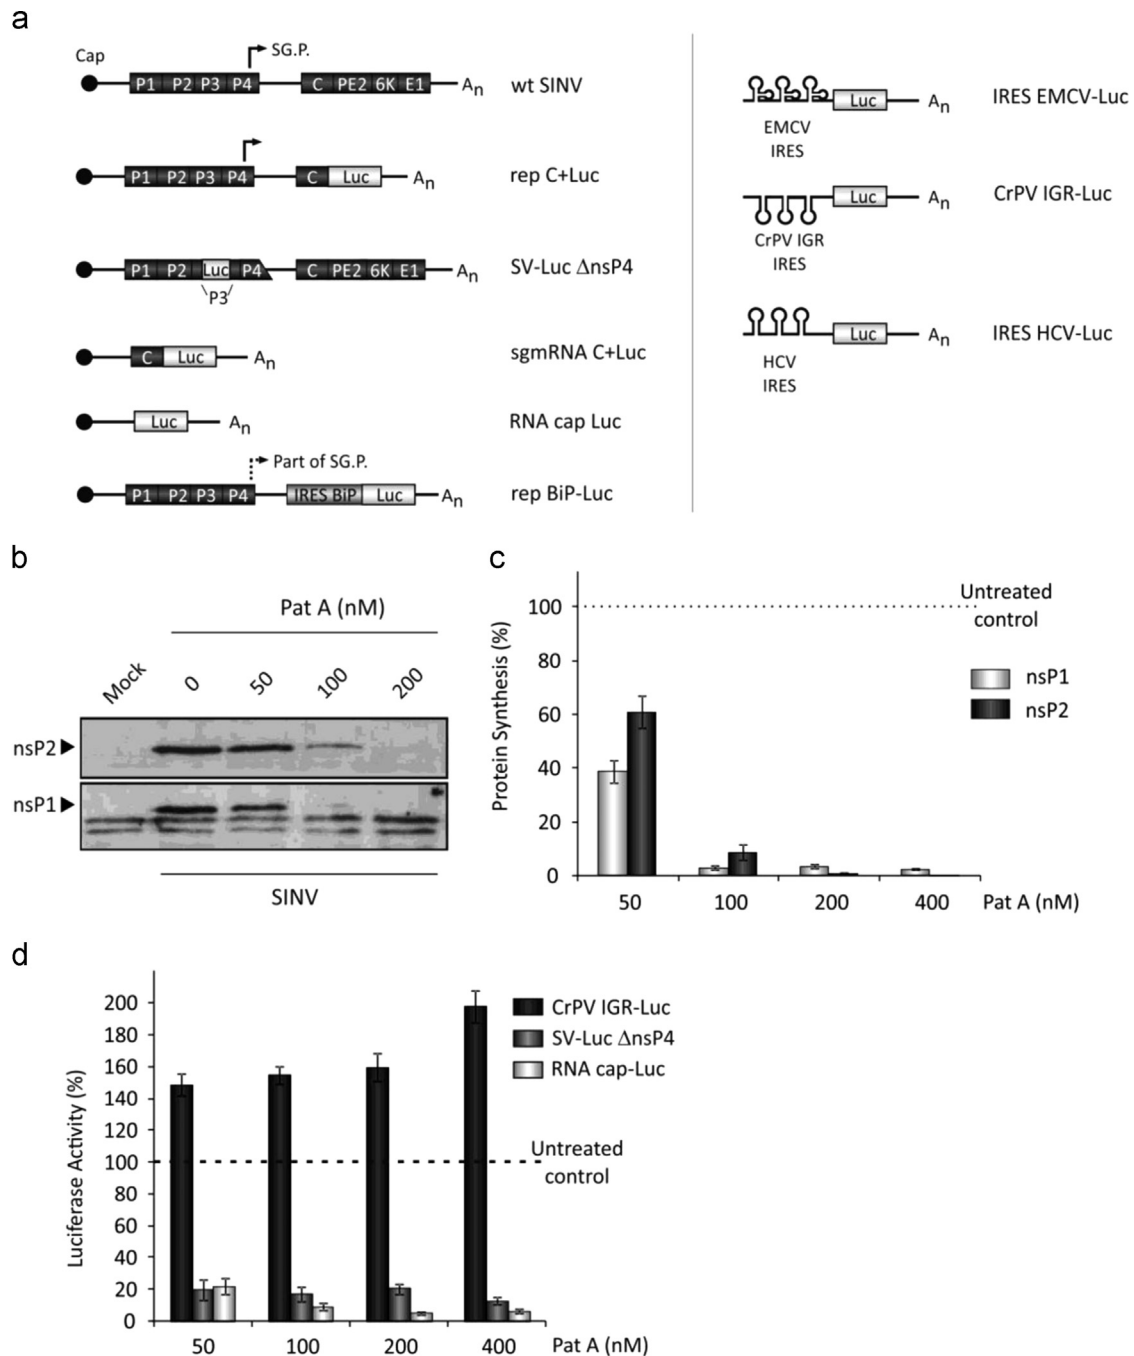 a
Cap
SG.P.
P1 P2 P3 P4 C PE2 6K E1 An wt SINV
P1 P2 P3 P4 C Luc An rep C+Luc
P1 P2 Luc P4 C PE2 6K E1 An SV-Luc ΔnsP4
P3
C Luc An sgmRNA C+Luc
Luc An RNA cap Luc
Part of SG.P.
P1 P2 P3 P4 IRES BiP Luc An rep BiP-Luc
Luc An IRES EMCV-Luc
EMCV
IRES
Luc An CrPV IGR-Luc
CrPV IGR
IRES
Luc An IRES HCV-Luc
HCV
IRES
b
Pat A (nM)
Mock 0 50 100 200
nsP2
nsP1
SINV
c
Protein Synthesis (%)
100
80
60
40
20
0
Untreated
control
nsP1
nsP2
50 100 200 400 Pat A (nM)
d
Luciferase Activity (%)
200
180
160
140
120
100
80
60
40
20
0
CrPV IGR-Luc
SV-Luc ΔnsP4
RNA cap-Luc
Untreated
control
50 100 200 400 Pat A (nM)